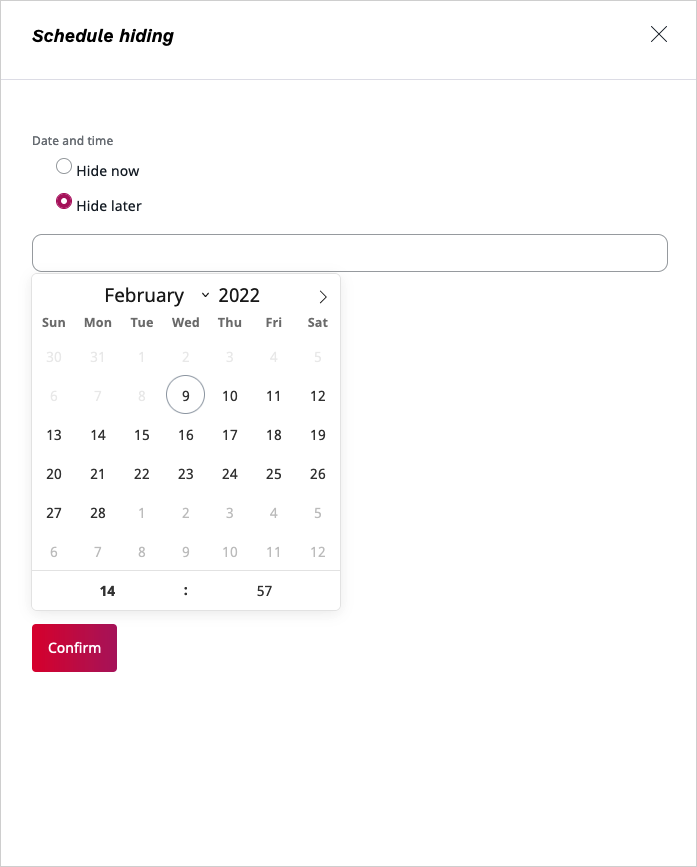 Schedule hiding
Date and time
Hide now
Hide later
February 2022
Sun Mon Tue Wed Thu Fri Sat
30 31 1 2 3 4 5
6 7 8 9 10 11 12
13 14 15 16 17 18 19
20 21 22 23 24 25 26
27 28 1 2 3 4 5
6 7 8 9 10 11 12
14 : 57
Confirm